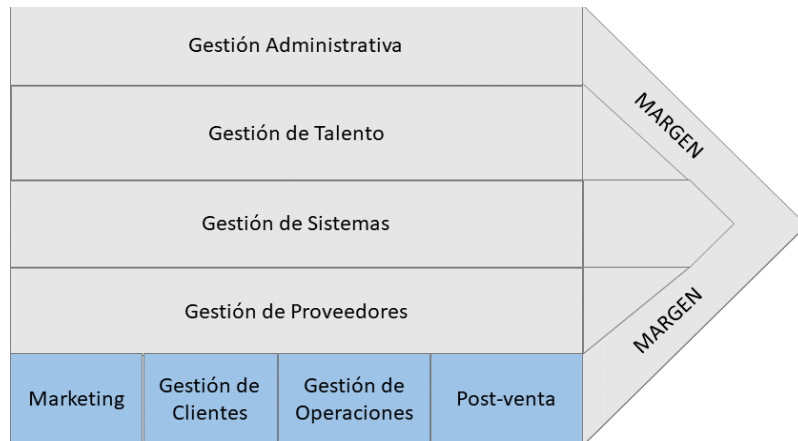 Gestión Administrativa
MARGEN
Gestión de Talento
Gestión de Sistemas
Gestión de Proveedores
MARGEN
Marketing
Gestión de
Clientes
Gestión de
Operaciones
Post-venta